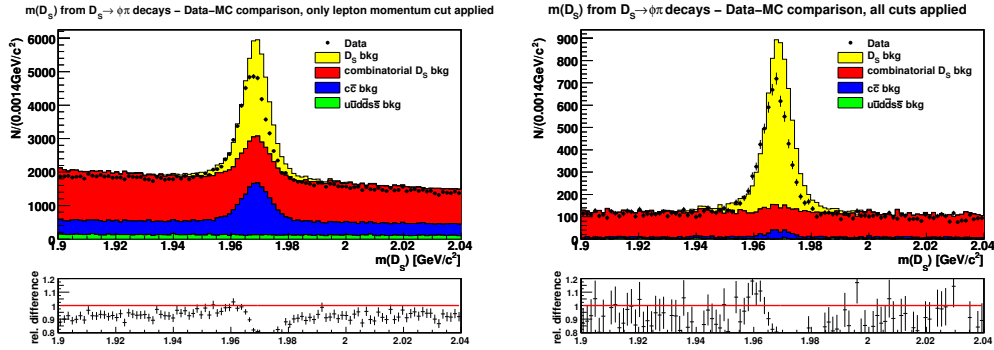 m(D_S) from D_S→ϕπ decays – Data-MC comparison, only lepton momentum cut applied
N/(0.0014GeV/c²)
6000
5000
4000
3000
2000
1000
0
Data
D_S bkg
combinatorial D_S bkg
cc̅ bkg
uu̅dd̅ss̅ bkg
1.9 1.92 1.94 1.96 1.98 2 2.02 2.04
m(D_S) [GeV/c²]
rel. difference
1.2
1.1
1
0.9
0.8
1.9 1.92 1.94 1.96 1.98 2 2.02 2.04
m(D_S) from D_S→ϕπ decays – Data-MC comparison, all cuts applied
N/(0.0014GeV/c²)
900
800
700
600
500
400
300
200
100
0
Data
D_S bkg
combinatorial D_S bkg
cc̅ bkg
uu̅dd̅ss̅ bkg
1.9 1.92 1.94 1.96 1.98 2 2.02 2.04
m(D_S) [GeV/c²]
rel. difference
1.2
1.1
1
0.9
0.8
1.9 1.92 1.94 1.96 1.98 2 2.02 2.04